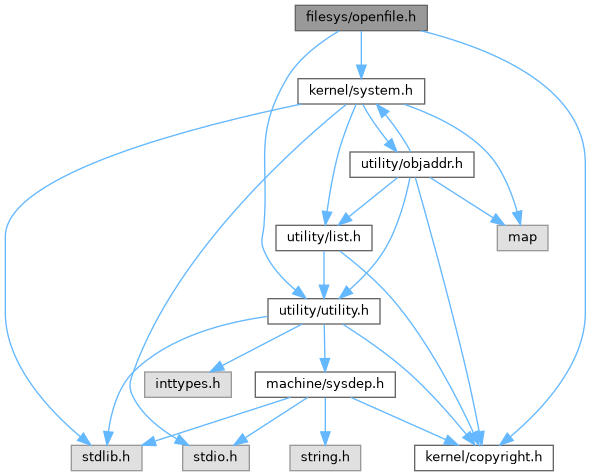 filesys/openfile.h
kernel/system.h
utility/objaddr.h
utility/list.h
map
utility/utility.h
inttypes.h
machine/sysdep.h
stdlib.h
stdio.h
string.h
kernel/copyright.h